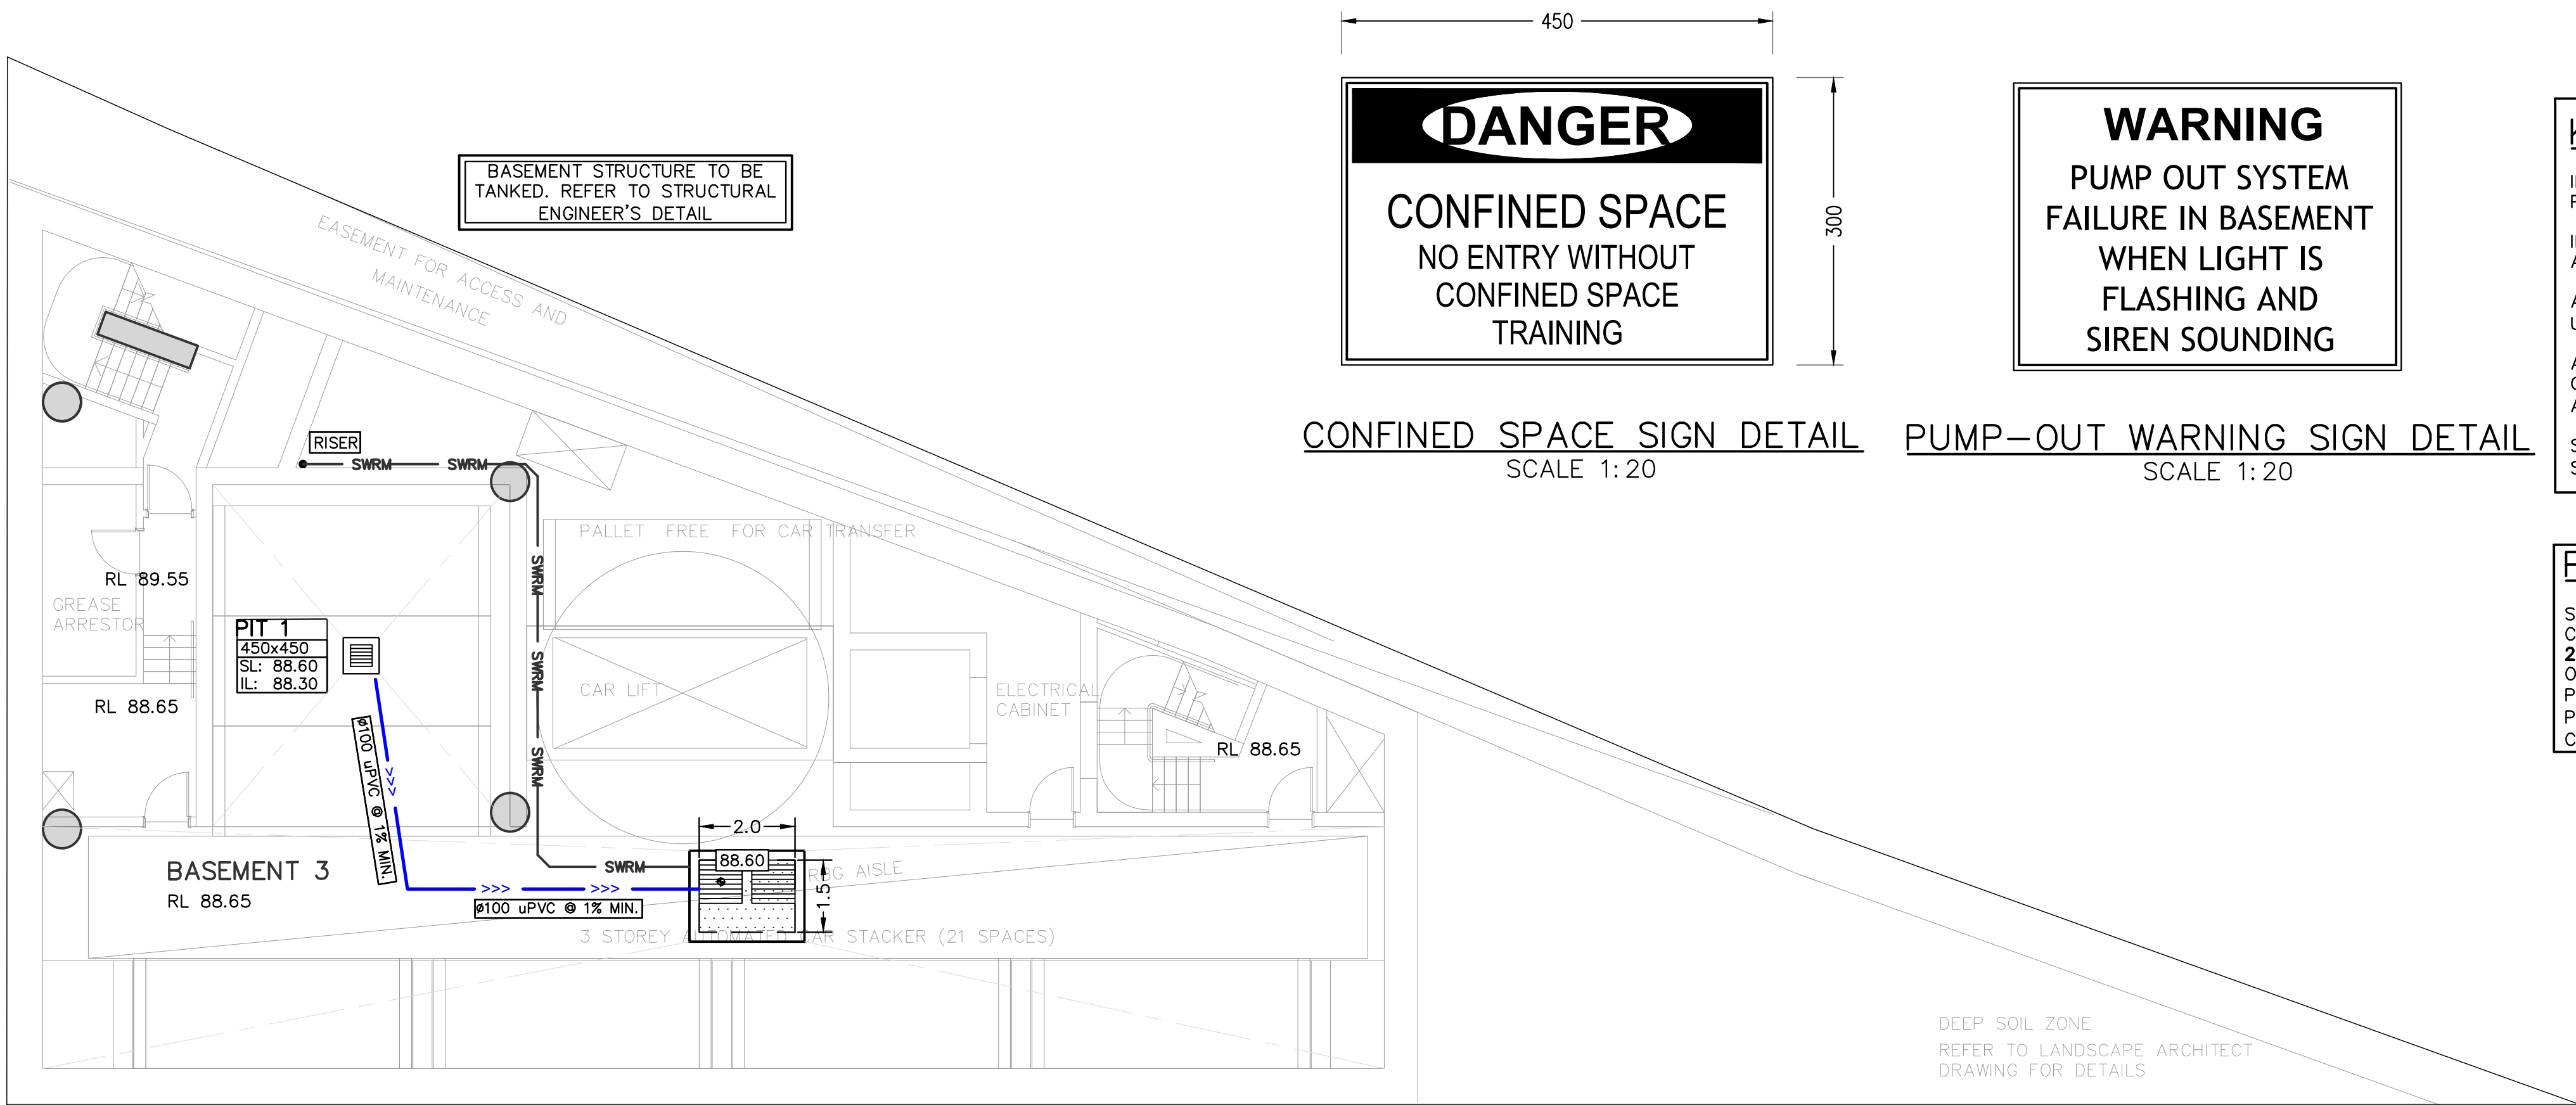 450
DANGER
CONFINED SPACE
NO ENTRY WITHOUT
CONFINED SPACE
TRAINING
300
CONFINED SPACE SIGN DETAIL
SCALE 1:20
WARNING
PUMP OUT SYSTEM
FAILURE IN BASEMENT
WHEN LIGHT IS
FLASHING AND
SIREN SOUNDING
PUMP-OUT WARNING SIGN DETAIL
SCALE 1:20
BASEMENT STRUCTURE TO BE
TANKED. REFER TO STRUCTURAL
ENGINEER'S DETAIL
EASEMENT FOR ACCESS AND
MAINTENANCE
RISER
SWRM
SWRM
SWRM
SWRM
SWRM
SWRM
PALLET FREE FOR CAR TRANSFER
RL 89.55
GREASE
ARRESTOR
PIT 1
450x450
SL: 88.60
IL: 88.30
RL 88.65
CAR LIFT
ELECTRICAL
CABINET
RL 88.65
Ø100 uPVC @ 1% MIN.
>>>
2.0
88.60
1.5
AISLE
BASEMENT 3
RL 88.65
>>>
>>>
Ø100 uPVC @ 1% MIN.
3 STOREY AUTOMATED CAR STACKER (21 SPACES)
DEEP SOIL ZONE
REFER TO LANDSCAPE ARCHITECT
DRAWING FOR DETAILS